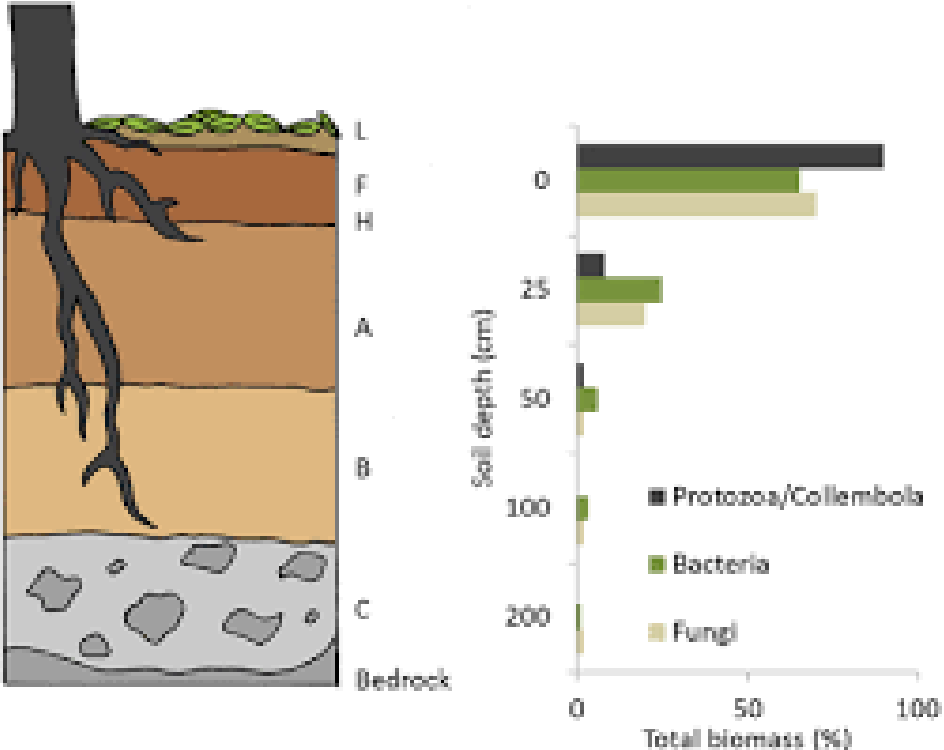 L
F
H
A
B
C
Bedrock
Soil depth (cm)
0
25
50
100
200
Protozoa/Collembola
Bacteria
Fungi
0
50
100
Total biomass (%)